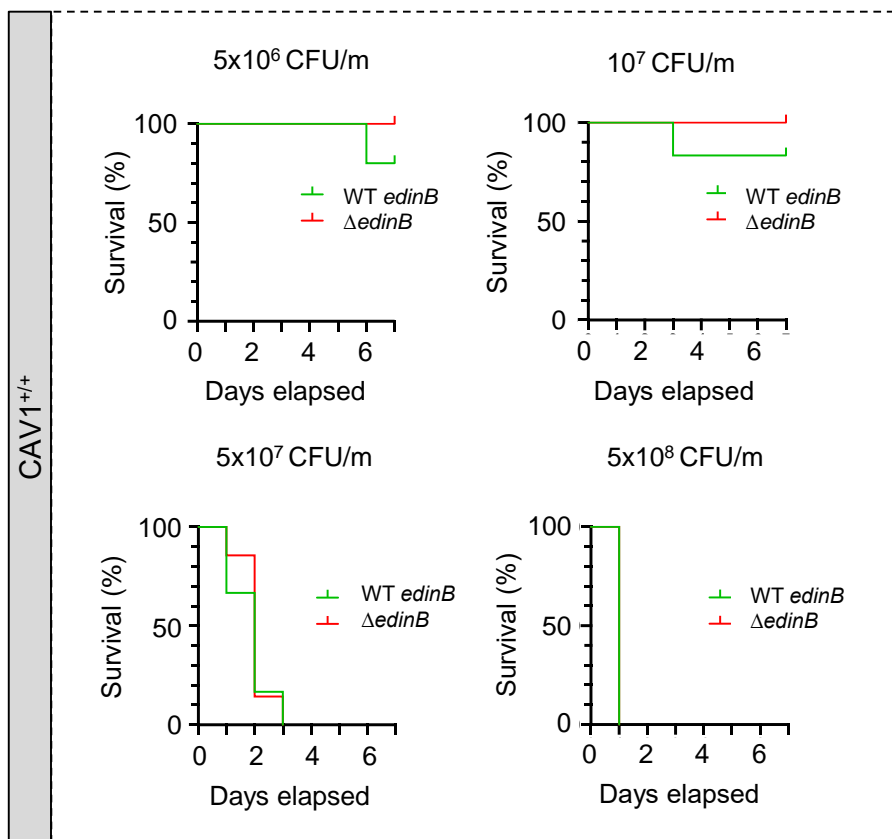 CAV1+/+
5x10⁶ CFU/m
Survival (%)
100
50
0
0 2 4 6
Days elapsed
WT edinB
ΔedinB
10⁷ CFU/m
Survival (%)
100
50
0
0 2 4 6
Days elapsed
WT edinB
ΔedinB
5x10⁷ CFU/m
Survival (%)
100
50
0
0 2 4 6
Days elapsed
WT edinB
ΔedinB
5x10⁸ CFU/m
Survival (%)
100
50
0
0 2 4 6
Days elapsed
WT edinB
ΔedinB